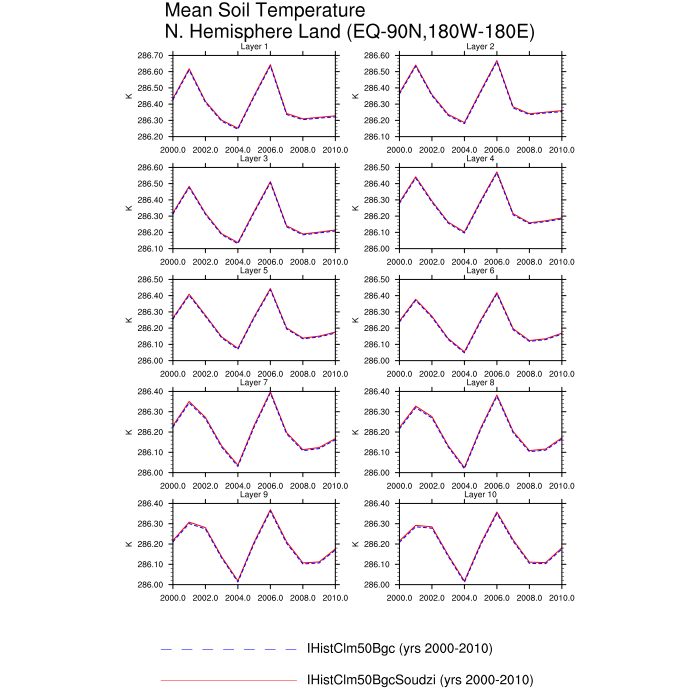 Mean Soil Temperature
N. Hemisphere Land (EQ-90N,180W-180E)
Layer 1
286.70
286.60
286.50
286.40
286.30
286.20
K
2000.0 2002.0 2004.0 2006.0 2008.0 2010.0
Layer 2
286.60
286.50
286.40
286.30
286.20
286.10
K
2000.0 2002.0 2004.0 2006.0 2008.0 2010.0
Layer 3
286.60
286.50
286.40
286.30
286.20
286.10
K
2000.0 2002.0 2004.0 2006.0 2008.0 2010.0
Layer 4
286.50
286.40
286.30
286.20
286.10
286.00
K
2000.0 2002.0 2004.0 2006.0 2008.0 2010.0
Layer 5
286.50
286.40
286.30
286.20
286.10
286.00
K
2000.0 2002.0 2004.0 2006.0 2008.0 2010.0
Layer 6
286.50
286.40
286.30
286.20
286.10
286.00
K
2000.0 2002.0 2004.0 2006.0 2008.0 2010.0
Layer 7
286.40
286.30
286.20
286.10
286.00
K
2000.0 2002.0 2004.0 2006.0 2008.0 2010.0
Layer 8
286.40
286.30
286.20
286.10
286.00
K
2000.0 2002.0 2004.0 2006.0 2008.0 2010.0
Layer 9
286.40
286.30
286.20
286.10
286.00
K
2000.0 2002.0 2004.0 2006.0 2008.0 2010.0
Layer 10
286.40
286.30
286.20
286.10
286.00
K
2000.0 2002.0 2004.0 2006.0 2008.0 2010.0
IHistClm50Bgc (yrs 2000-2010)
IHistClm50BgcSoudzi (yrs 2000-2010)